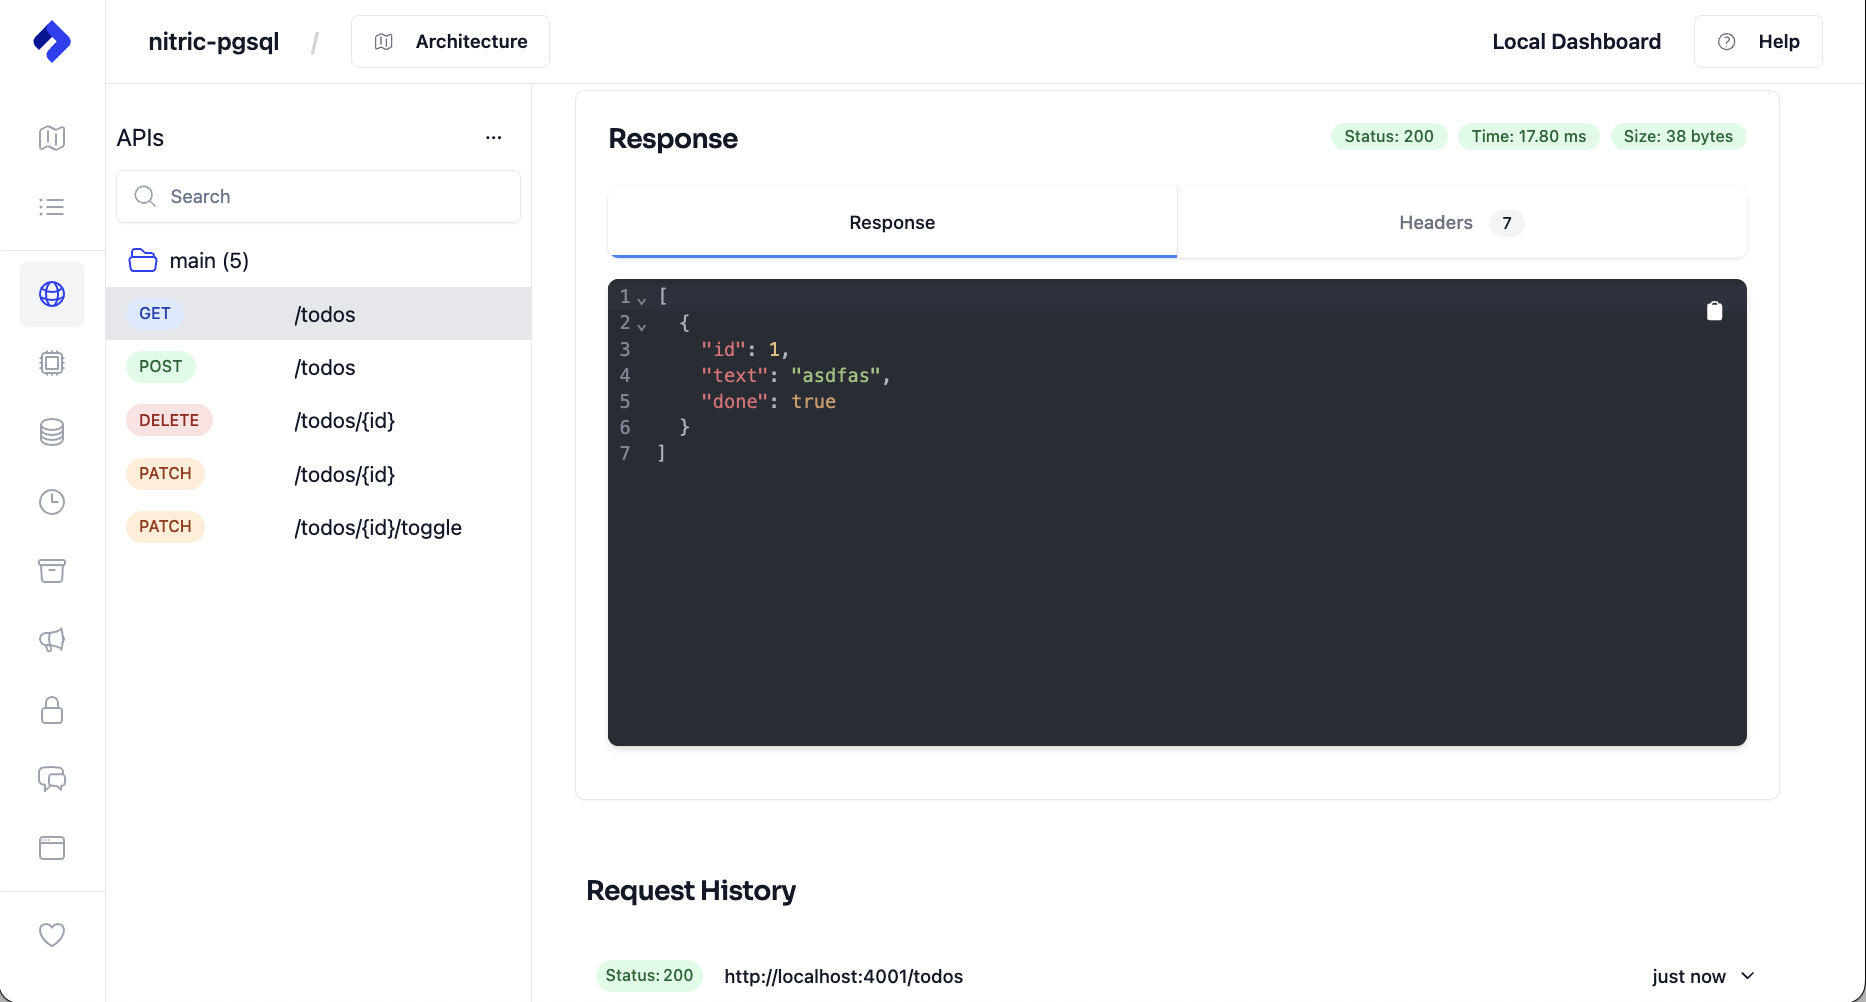 nitric-pgsql / Architecture Local Dashboard Help
APIs ...
Search
main (5)
GET /todos
POST /todos
DELETE /todos/{id}
PATCH /todos/{id}
PATCH /todos/{id}/toggle
Response Status: 200 Time: 17.80 ms Size: 38 bytes
Response Headers 7
1 [
2 {
3 "id": 1,
4 "text": "asdfas",
5 "done": true
6 }
7 ]
Request History
Status: 200 http://localhost:4001/todos just now